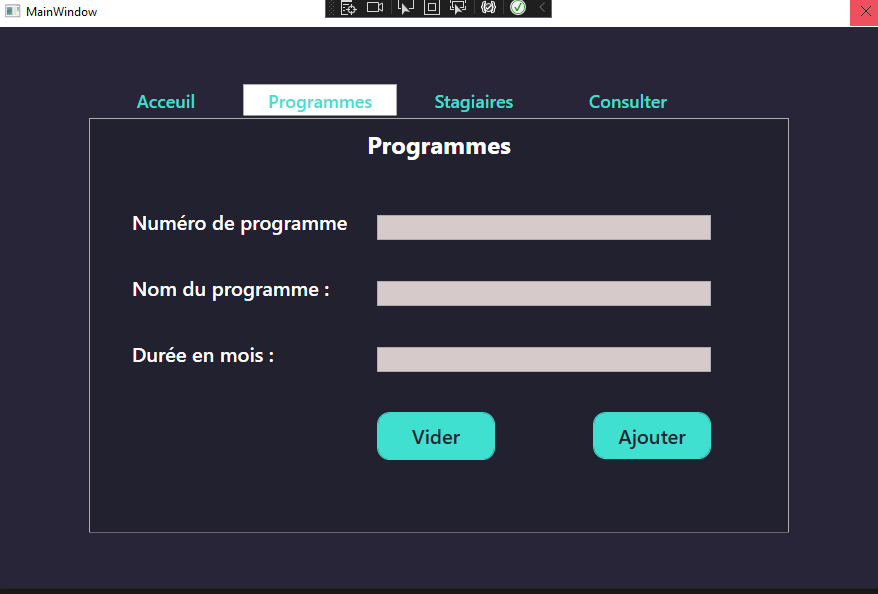 MainWindow
Acceuil Programmes Stagiaires Consulter
Programmes
Numéro de programme
Nom du programme :
Durée en mois :
Vider Ajouter